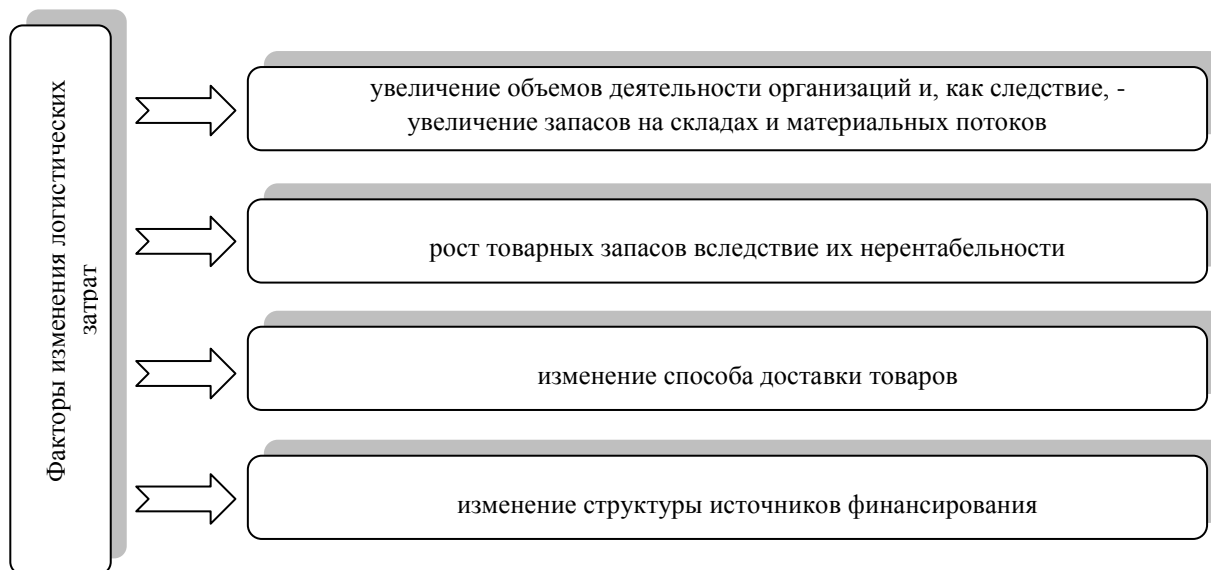 Факторы изменения логистических
затрат
увеличение объемов деятельности организаций и, как следствие, -
увеличение запасов на складах и материальных потоков
рост товарных запасов вследствие их нерентабельности
изменение способа доставки товаров
изменение структуры источников финансирования